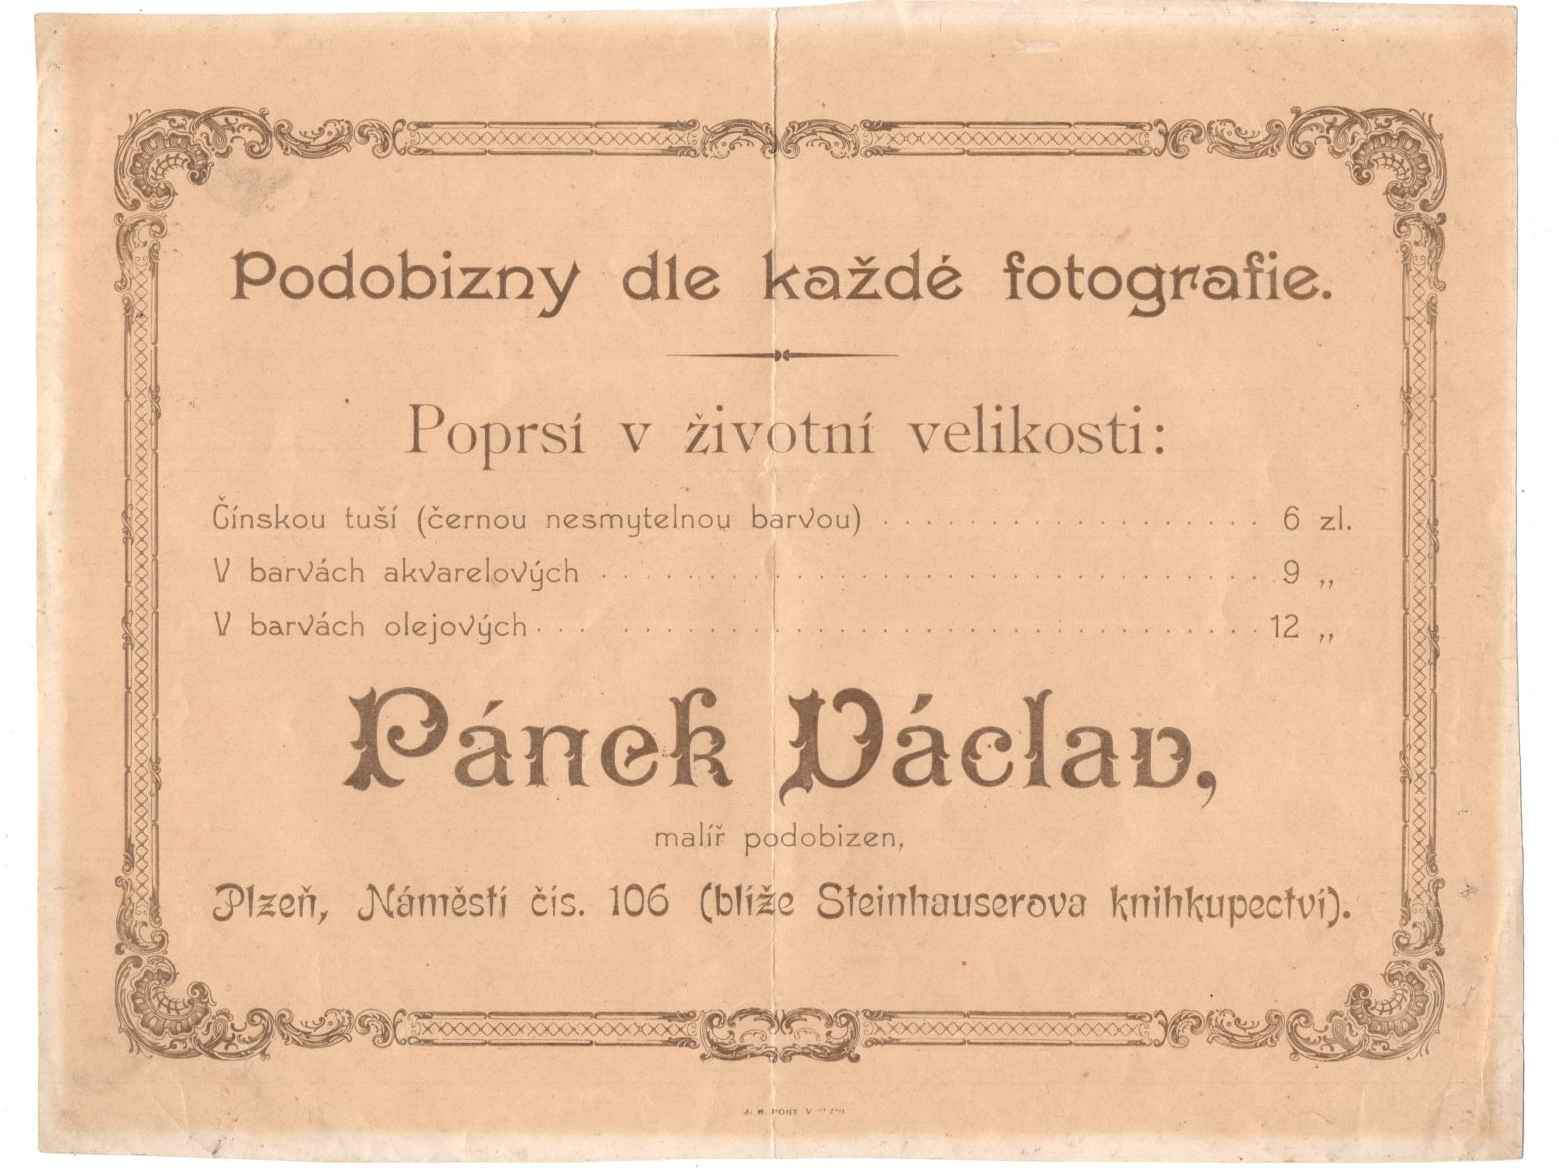 Podobizny dle každé fotografie.
Poprsí v životní velikosti:
Čínskou tuší (černou nesmytelnou barvou) . . . . . . . . . . . . . . . . . . 6 zl.
V barvách akvarelových . . . . . . . . . . . . . . . . . . . . . . . . . . . . . . 9 „
V barvách olejových . . . . . . . . . . . . . . . . . . . . . . . . . . . . . . . . 12 „
Pánek Václav,
malíř podobizen,
Plzeň, Náměstí čís. 106 (blíže Steinhauserova knihkupectví).
PORT V